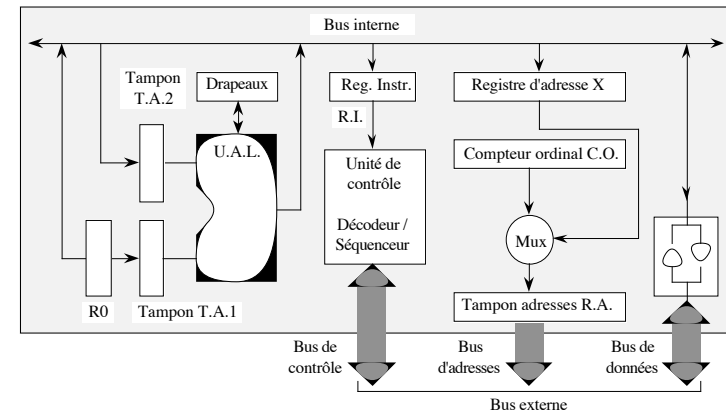 Bus interne
Tampon
T.A.2
Drapeaux
Reg. Instr.
Registre d'adresse X
R.I.
U.A.L.
Unité de
contrôle
Décodeur /
Séquenceur
Compteur ordinal C.O.
Mux
R0
Tampon T.A.1
Tampon adresses R.A.
Bus de
contrôle
Bus
d'adresses
Bus de
données
Bus externe